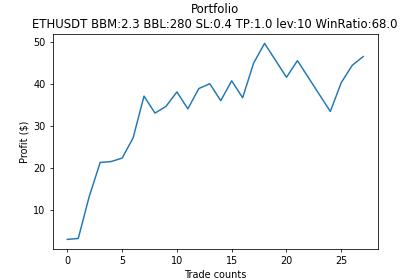 Portfolio
ETHUSDT BBM:2.3 BBL:280 SL:0.4 TP:1.0 lev:10 WinRatio:68.0
50
40
30
20
10
Profit ($)
0 5 10 15 20 25
Trade counts